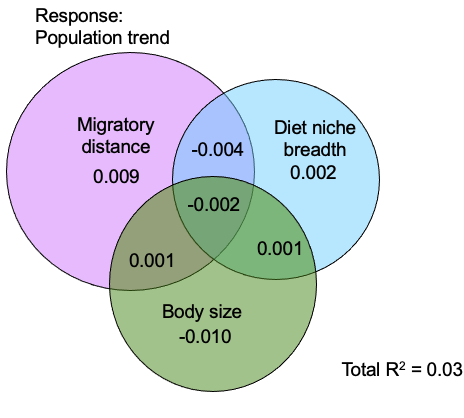 Response:
Population trend
Migratory
distance
0.009
-0.004
Diet niche
breadth
0.002
-0.002
0.001
0.001
Body size
-0.010
Total R² = 0.03